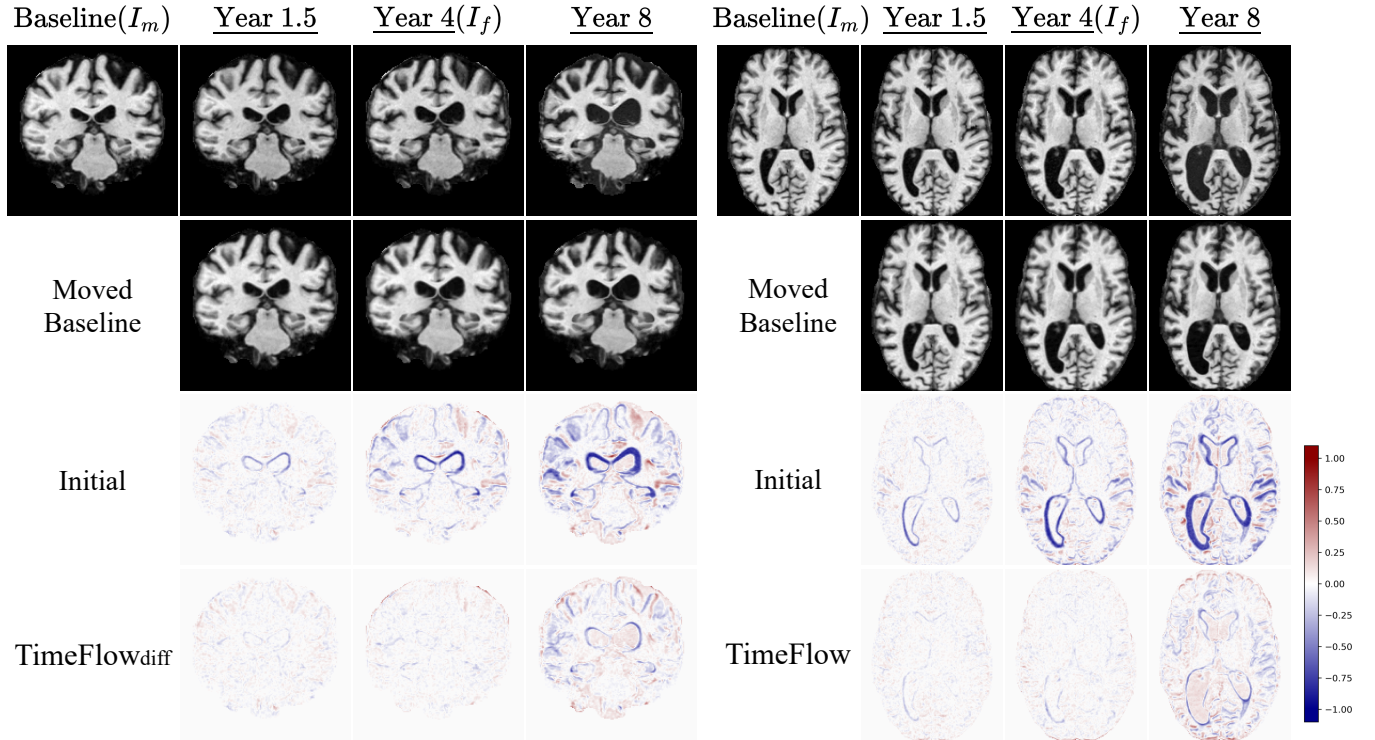 Baseline(I_m) Year 1.5 Year 4(I_f) Year 8 Baseline(I_m) Year 1.5 Year 4(I_f) Year 8
Moved
Baseline
Moved
Baseline
Initial
Initial
1.00
0.75
0.50
0.25
0.00
−0.25
−0.50
−0.75
−1.00
TimeFlowdiff
TimeFlow